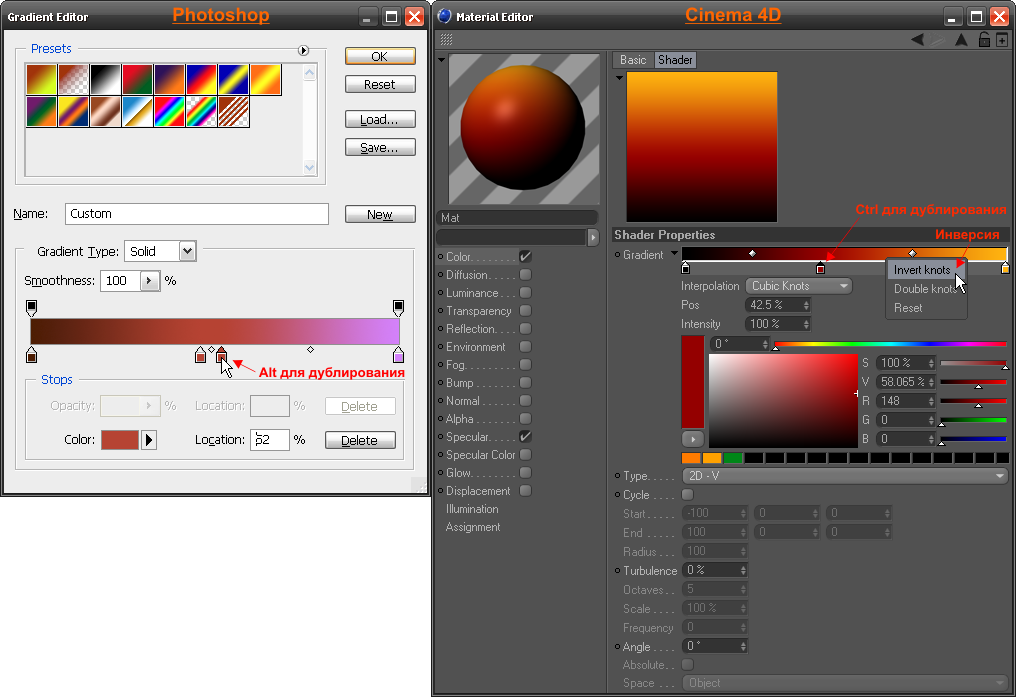 Gradient Editor
Photoshop
Presets
OK
Reset
Load...
Save...
Name:
Custom
New
Gradient Type:
Solid
Smoothness:
100
%
Alt для дублирования
Stops
Opacity:
%
Location:
Delete
Color:
Location:
52
%
Delete
Material Editor
Cinema 4D
Mat
Color
Diffusion
Luminance
Transparency
Reflection
Environment
Fog
Bump
Normal
Alpha
Specular
Specular Color
Glow
Displacement
Illumination
Assignment
Basic
Shader
Ctrl для дублирования
Инверсия
Shader Properties
Gradient
Invert knots
Double knots
Reset
Interpolation
Cubic Knots
Pos
42.5 %
Intensity
100 %
0 °
S
100 %
V
58.065 %
R
148
G
0
B
0
Type
2D - V
Cycle
Start
-100
0
0
End
100
0
0
Radius
100
Turbulence
0 %
Octaves
5
Scale
100 %
Frequency
0
Angle
0 °
Absolute
Space
Object